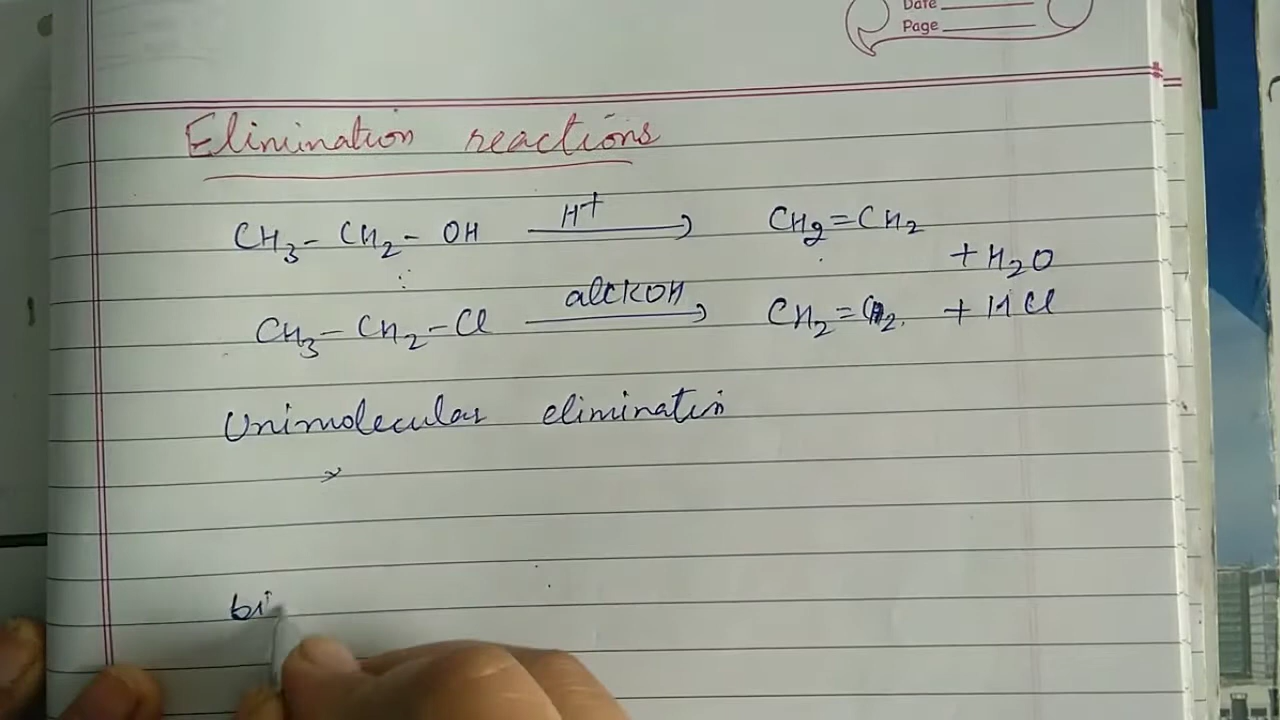 Date
Page
Elimination reactions
CH3 - CH2 - OH H+ → CH2 = CH2
+ H2O
CH3 - CH2 - Cl alcKOH → CH2 = CH2. + HCl
Unimolecular elimination
bi